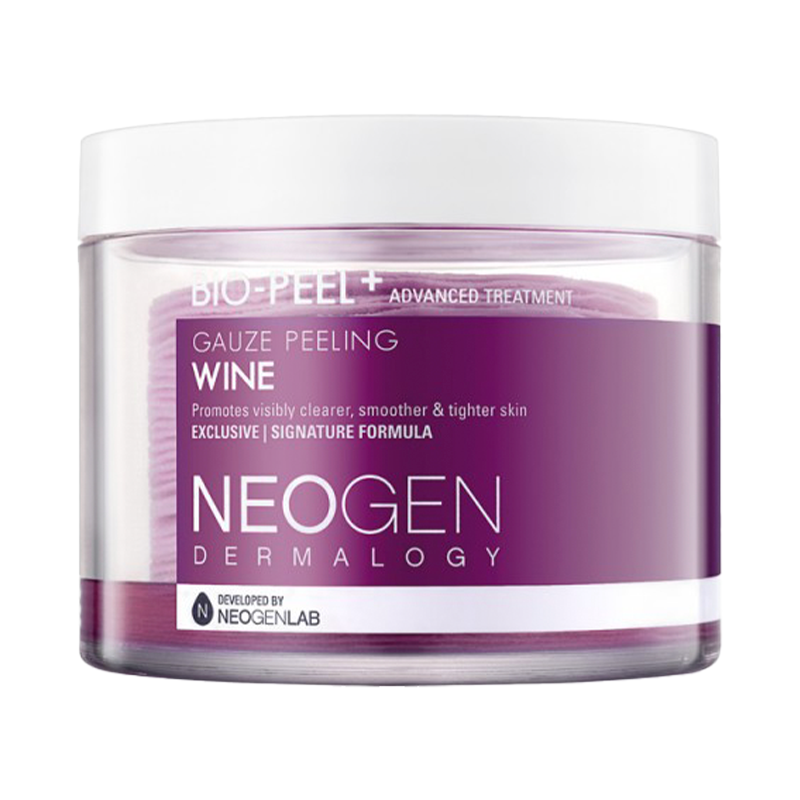 BIO-PEEL+ ADVANCED TREATMENT
GAUZE PEELING
WINE
Promotes visibly clearer, smoother & tighter skin
EXCLUSIVE | SIGNATURE FORMULA
NEOGEN
DERMALOGY
N
DEVELOPED BY
NEOGENLAB